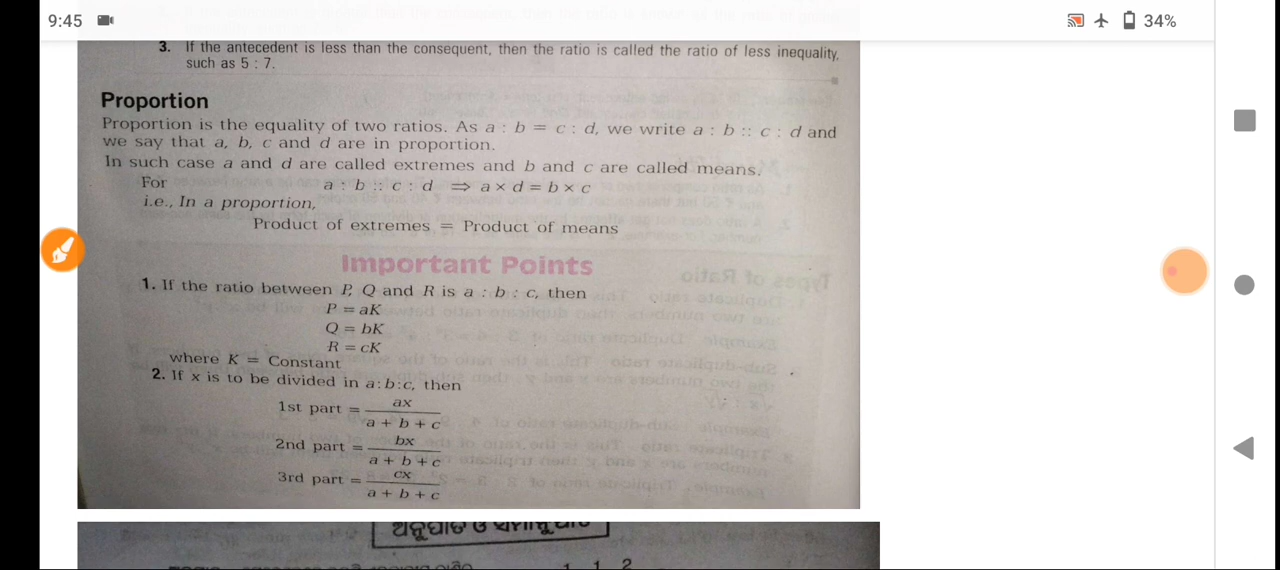 9:45
34%
3. If the antecedent is less than the consequent, then the ratio is called the ratio of less inequality,
such as 5 : 7.
Proportion
Proportion is the equality of two ratios. As a : b = c : d, we write a : b :: c : d and
we say that a, b, c and d are in proportion.
In such case a and d are called extremes and b and c are called means.
For a : b :: c : d ⇒ a × d = b × c
i.e., In a proportion,
Product of extremes = Product of means
Important Points
1. If the ratio between P, Q and R is a : b : c, then
P = aK
Q = bK
R = cK
where K = Constant
2. If x is to be divided in a:b:c, then
1st part = ax / a + b + c
2nd part = bx / a + b + c
3rd part = cx / a + b + c
1 1 2